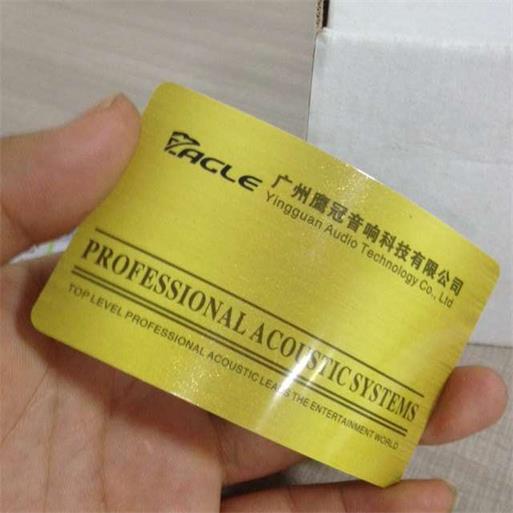 EAGLE
广州鹰冠音响科技有限公司
Yingguan Audio Technology Co., Ltd
PROFESSIONAL ACOUSTIC SYSTEMS
TOP LEVEL PROFESSIONAL ACOUSTIC LEADS THE ENTERTAINMENT WORLD